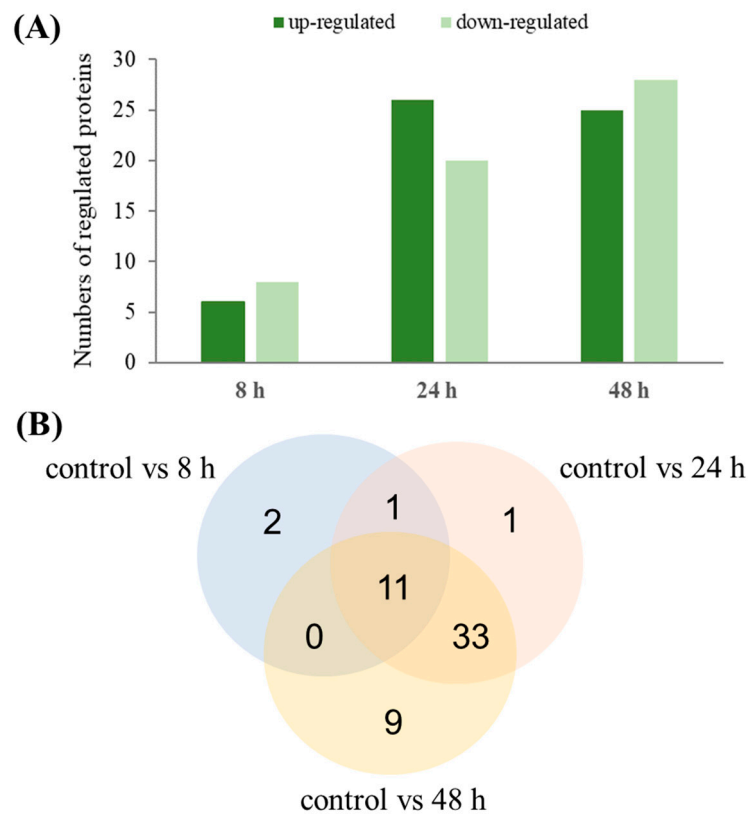 (A)
up-regulated down-regulated
Numbers of regulated proteins
30
25
20
15
10
5
0
8 h 24 h 48 h
(B)
control vs 8 h control vs 24 h
2 1 1
11
0 33
9
control vs 48 h